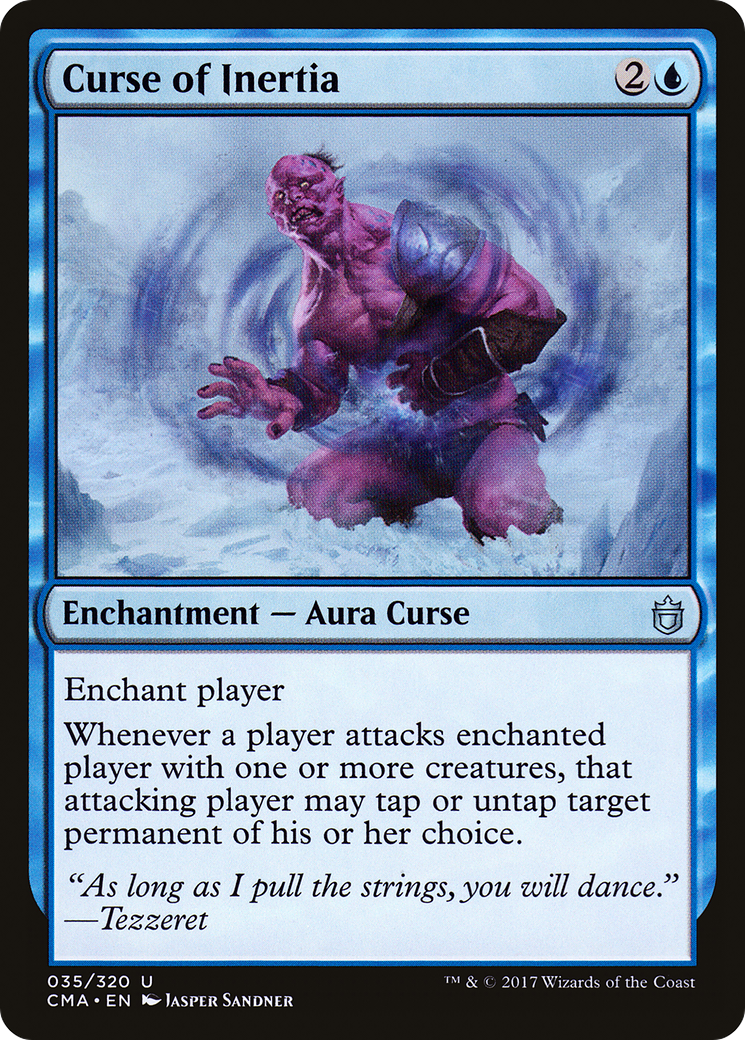 Curse of Inertia 2
Enchantment — Aura Curse
Enchant player
Whenever a player attacks enchanted
player with one or more creatures, that
attacking player may tap or untap target
permanent of his or her choice.
“As long as I pull the strings, you will dance.”
—Tezzeret
035/320 U
™ & © 2017 Wizards of the Coast
CMA • EN Jasper Sandner